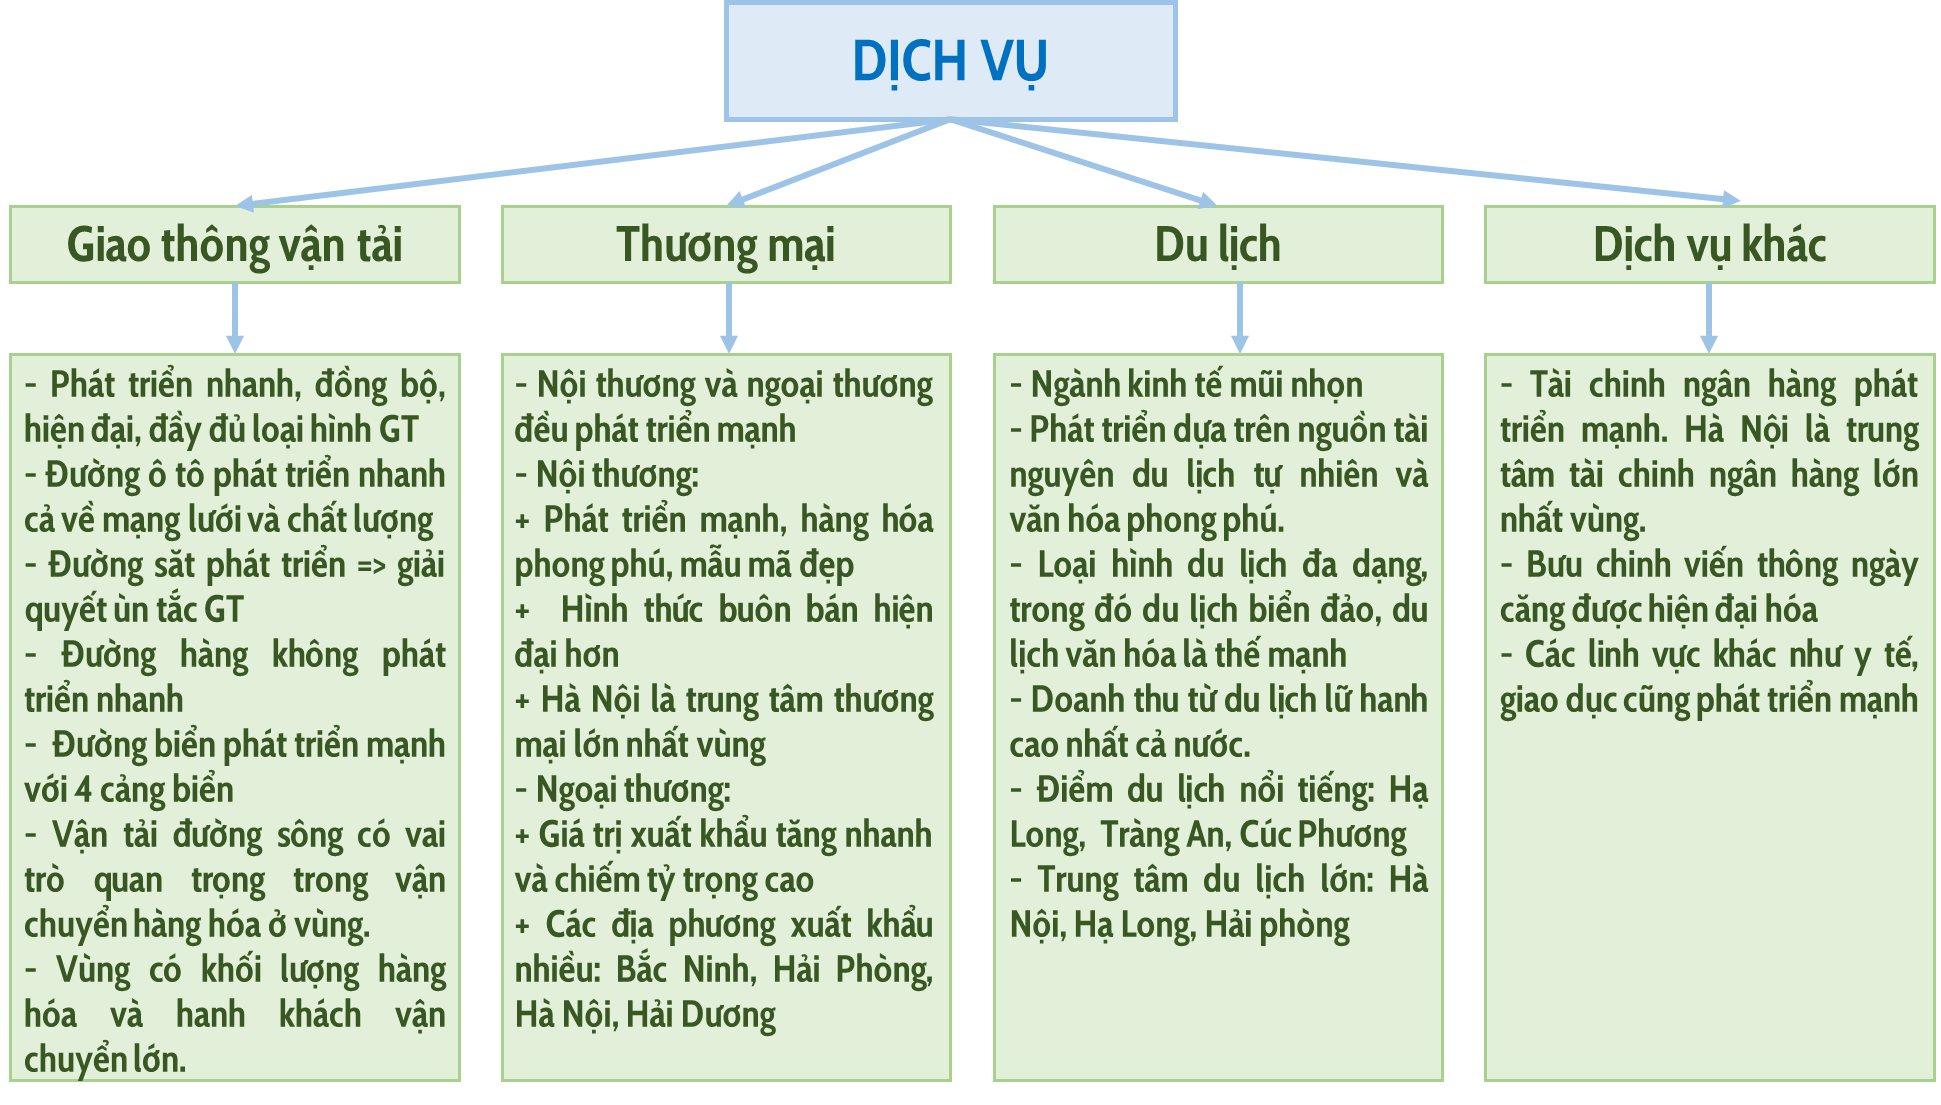 DỊCH VỤ
Giao thông vận tải
- Phát triển nhanh, đồng bộ,
hiện đại, đầy đủ loại hình GT
- Đường ô tô phát triển nhanh
cả về mạng lưới và chất lượng
- Đường săt phát triển => giải
quyết ùn tắc GT
- Đường hàng không phát
triển nhanh
- Đường biển phát triển mạnh
với 4 cảng biển
- Vận tải đường sông có vai
trò quan trọng trong vận
chuyển hàng hóa ở vùng.
- Vùng có khối lượng hàng
hóa và hanh khách vận
chuyển lớn.
Thương mại
- Nội thương và ngoại thương
đều phát triển mạnh
- Nội thương:
+ Phát triển mạnh, hàng hóa
phong phú, mẫu mã đẹp
+ Hình thức buôn bán hiện
đại hơn
+ Hà Nội là trung tâm thương
mại lớn nhất vùng
- Ngoại thương:
+ Giá trị xuất khẩu tăng nhanh
và chiếm tỷ trọng cao
+ Các địa phương xuất khẩu
nhiều: Bắc Ninh, Hải Phòng,
Hà Nội, Hải Dương
Du lịch
- Ngành kinh tế mũi nhọn
- Phát triển dựa trên nguồn tài
nguyên du lịch tự nhiên và
văn hóa phong phú.
- Loại hình du lịch đa dạng,
trong đó du lịch biển đảo, du
lịch văn hóa là thế mạnh
- Doanh thu từ du lịch lữ hanh
cao nhất cả nước.
- Điểm du lịch nổi tiếng: Hạ
Long, Tràng An, Cúc Phương
- Trung tâm du lịch lớn: Hà
Nội, Hạ Long, Hải phòng
Dịch vụ khác
- Tài chinh ngân hàng phát
triển mạnh. Hà Nội là trung
tâm tài chinh ngân hàng lớn
nhất vùng.
- Bưu chinh viến thông ngày
căng được hiện đại hóa
- Các linh vực khác như y tế,
giao dục cũng phát triển mạnh